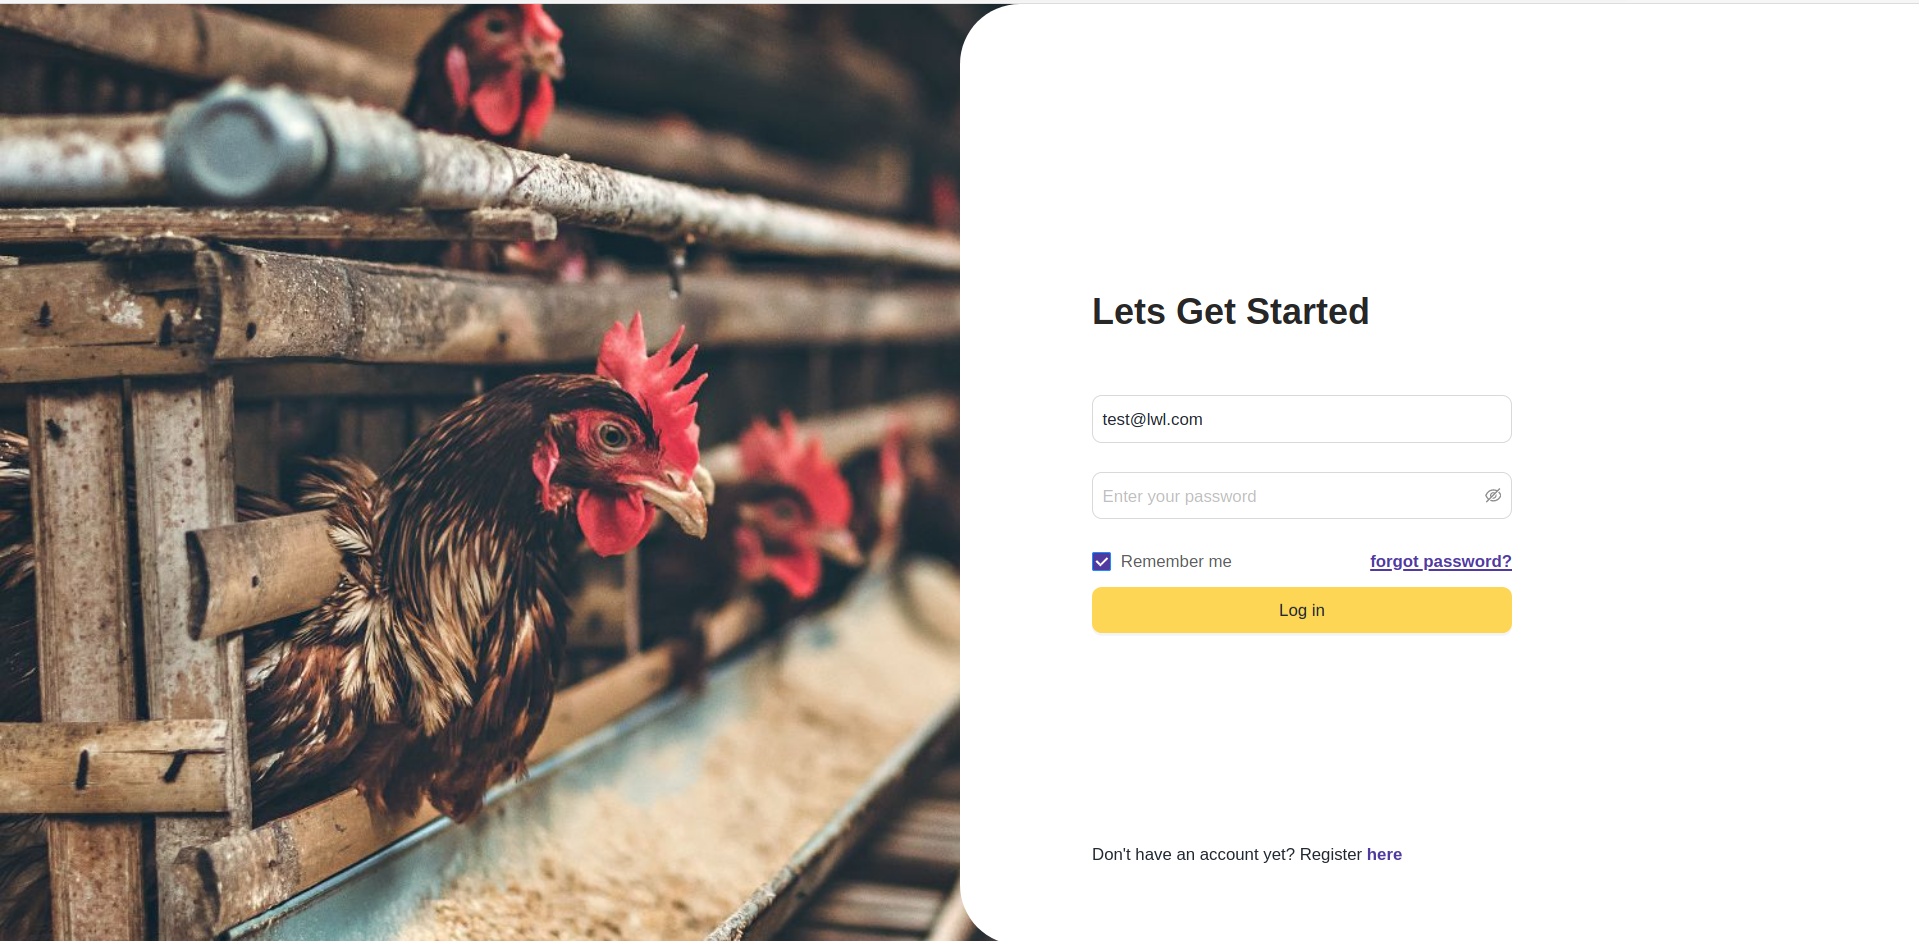 Lets Get Started
test@lwl.com
Enter your password
Remember me
forgot password?
Log in
Don't have an account yet? Register here